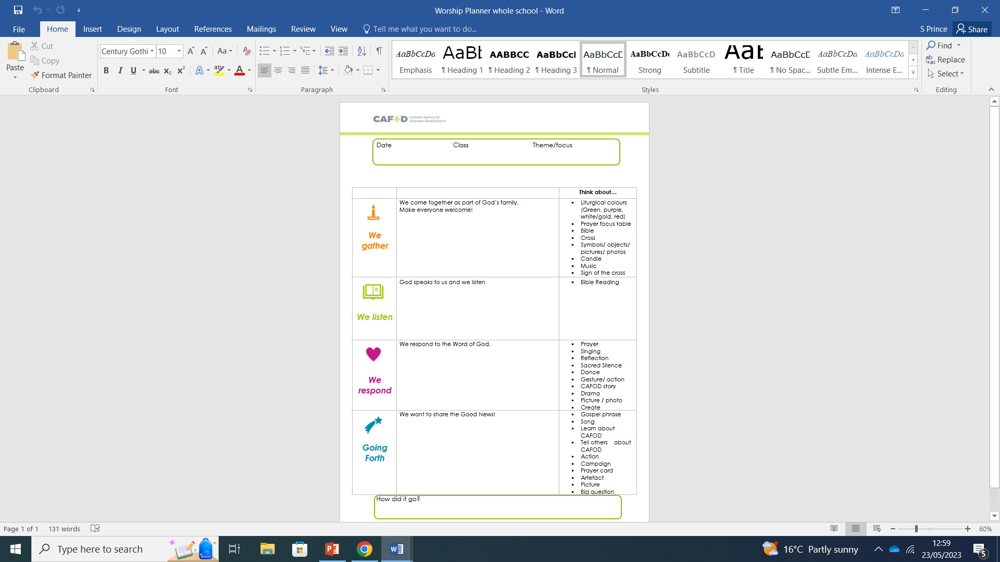 Worship Planner whole school - Word
File Home Insert Design Layout References Mailings Review View Tell me what you want to do... S Prince Share
Paste
Cut
Copy
Format Painter
Clipboard
Century Gothi 10
Font
Paragraph
AaBbCcDa AaBb AABBCC AaBbCcI AaBbCcD AaBbCcDc AaBbCcD Aat AaBbCcD AaBbCcDa AaBbCcDa
Emphasis ¶ Heading 1 ¶ Heading 2 ¶ Heading 3 ¶ Normal Strong Subtitle ¶ Title ¶ No Spac... Subtle Em... Intense E...
Styles
Find
Replace
Select
Editing
CAFOD Catholic Agency for
Overseas Development
Date Class Theme/focus
Think about...
We
gather
We come together as part of God's family.
Make everyone welcome!
▪ Liturgical colours
(Green, purple,
white/gold, red)
▪ Prayer focus table
▪ Bible
▪ Cross
▪ Symbols/ objects/
pictures/ photos
▪ Candle
▪ Music
▪ Sign of the cross
We listen
God speaks to us and we listen
▪ Bible Reading
We
respond
We respond to the Word of God.
▪ Prayer
▪ Singing
▪ Reflection
▪ Sacred Silence
▪ Dance
▪ Gesture/ action
▪ CAFOD story
▪ Drama
▪ Picture / photo
▪ Create
Going
Forth
We want to share the Good News!
▪ Gospel phrase
▪ Song
▪ Learn about
CAFOD
▪ Tell others about
CAFOD
▪ Action
▪ Campaign
▪ Prayer card
▪ Artefact
▪ Picture
▪ Big question
How did it go?
Page 1 of 1 131 words 60%
Type here to search 16°C Partly sunny 12:59
23/05/2023 5